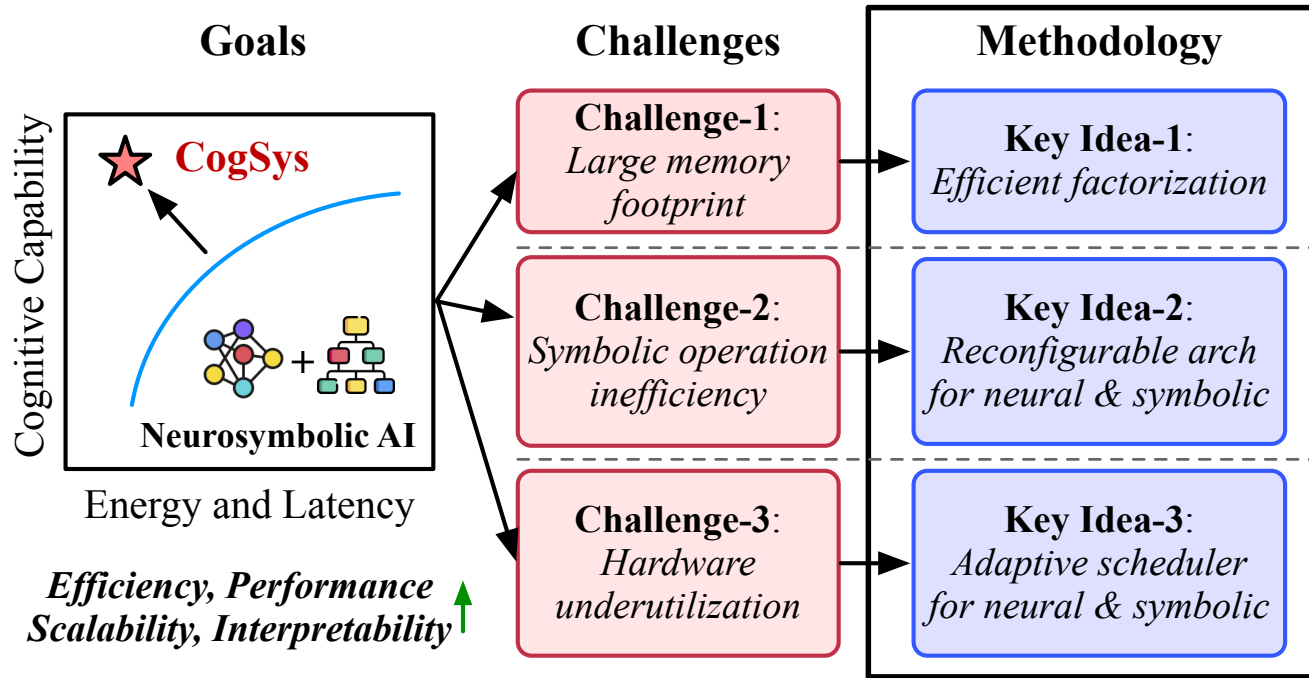 Goals
Cognitive Capability
CogSys
Neurosymbolic AI
Energy and Latency
Efficiency, Performance
Scalability, Interpretability
Challenges
Challenge-1:
Large memory
footprint
Challenge-2:
Symbolic operation
inefficiency
Challenge-3:
Hardware
underutilization
Methodology
Key Idea-1:
Efficient factorization
Key Idea-2:
Reconfigurable arch
for neural & symbolic
Key Idea-3:
Adaptive scheduler
for neural & symbolic